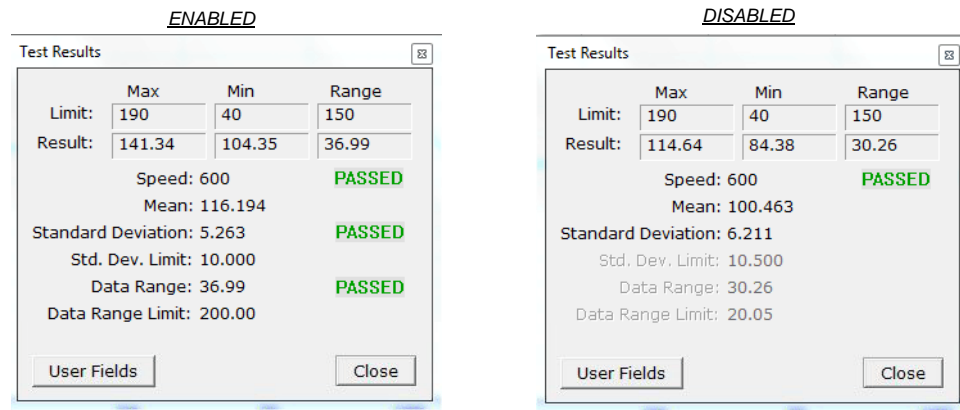 ENABLED
Test Results
Max Min Range
Limit: 190 40 150
Result: 141.34 104.35 36.99
Speed: 600 PASSED
Mean: 116.194
Standard Deviation: 5.263 PASSED
Std. Dev. Limit: 10.000
Data Range: 36.99 PASSED
Data Range Limit: 200.00
User Fields Close
DISABLED
Test Results
Max Min Range
Limit: 190 40 150
Result: 114.64 84.38 30.26
Speed: 600 PASSED
Mean: 100.463
Standard Deviation: 6.211
Std. Dev. Limit: 10.500
Data Range: 30.26
Data Range Limit: 20.05
User Fields Close